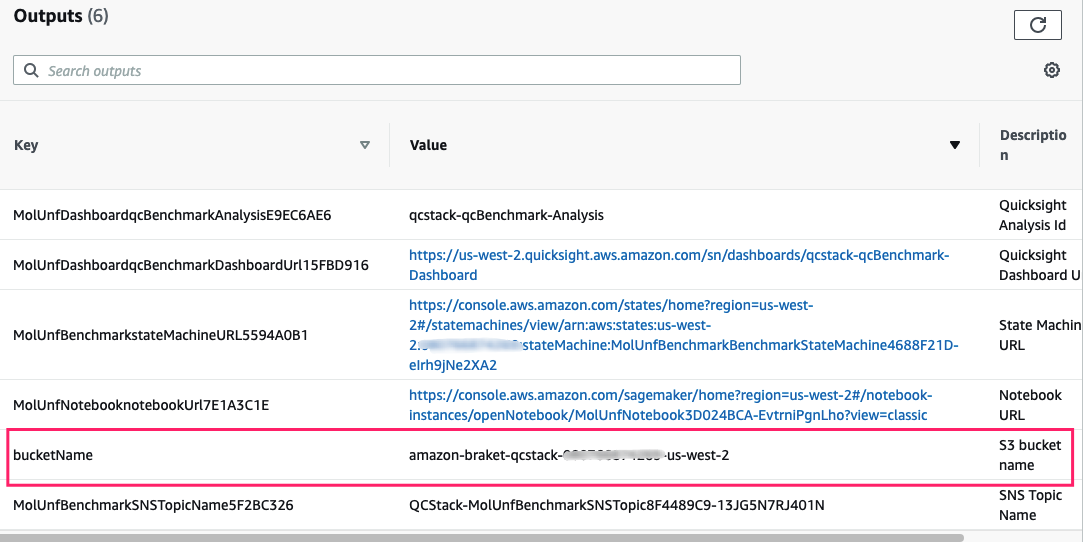 Outputs (6)
Search outputs
Key
Value
Descriptio
n
MolUnfDashboardqcBenchmarkAnalysisE9EC6AE6
qcstack-qcBenchmark-Analysis
Quicksight
Analysis Id
MolUnfDashboardqcBenchmarkDashboardUrl15FBD916
https://us-west-2.quicksight.aws.amazon.com/sn/dashboards/qcstack-qcBenchmark-
Dashboard
Quicksight
Dashboard U
MolUnfBenchmarkstateMachineURL5594A0B1
https://console.aws.amazon.com/states/home?region=us-west-
2#/statemachines/view/arn:aws:states:us-west-
2: :stateMachine:MolUnfBenchmarkBenchmarkStateMachine4688F21D-
eIrh9jNe2XA2
State Machin
URL
MolUnfNotebooknotebookUrl7E1A3C1E
https://console.aws.amazon.com/sagemaker/home?region=us-west-2#/notebook-
instances/openNotebook/MolUnfNotebook3D024BCA-EvtrniPgnLho?view=classic
Notebook
URL
bucketName
amazon-braket-qcstack- -us-west-2
S3 bucket
name
MolUnfBenchmarkSNSTopicName5F2BC326
QCStack-MolUnfBenchmarkSNSTopic8F4489C9-13JG5N7RJ401N
SNS Topic
Name